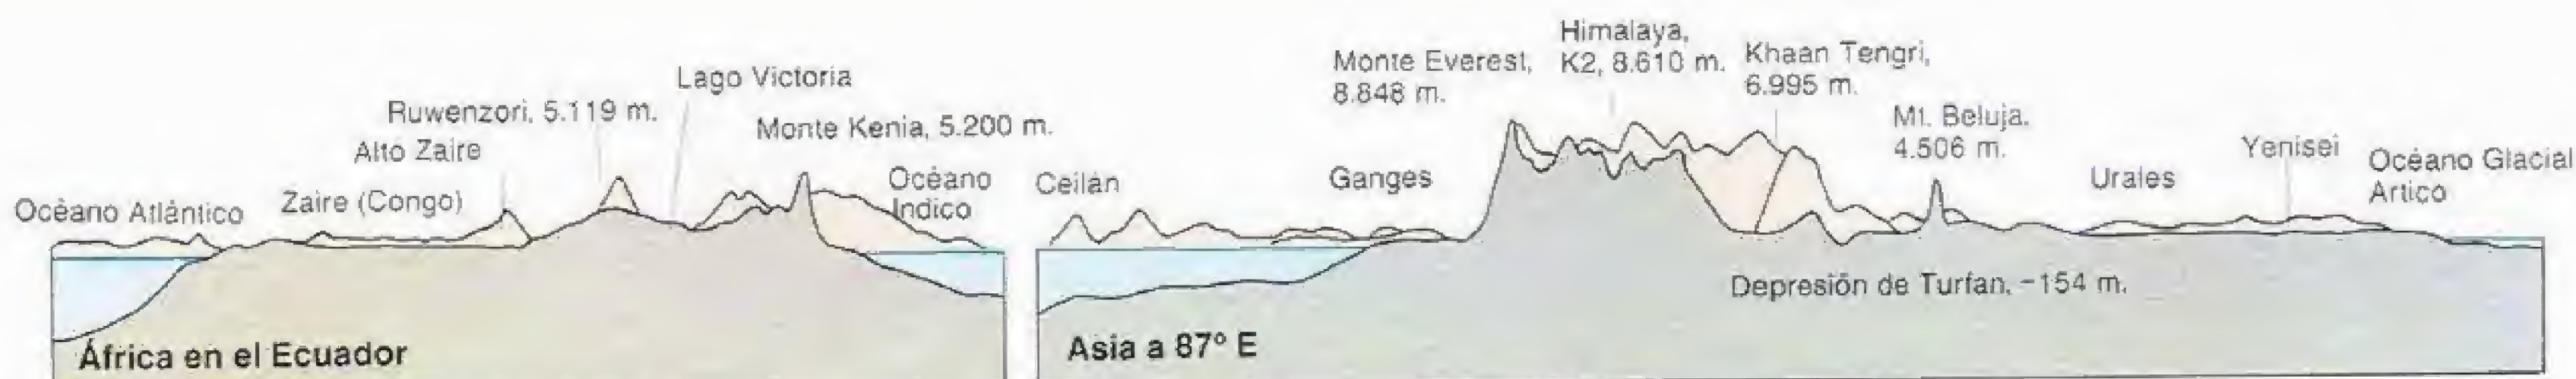 Océano Atlántico
Zaire (Congo)
Alto Zaire
Ruwenzori, 5.119 m.
Lago Victoria
Monte Kenia, 5.200 m.
Océano
Indico
África en el Ecuador
Ceilán
Ganges
Monte Everest,
8.848 m.
Himalaya,
K2, 8.610 m.
Khaan Tengri,
6.995 m.
Mt. Beluja.
4.506 m.
Urales
Yenisei
Océano Glacial
Artico
Depresión de Turfan, -154 m.
Asia a 87° E